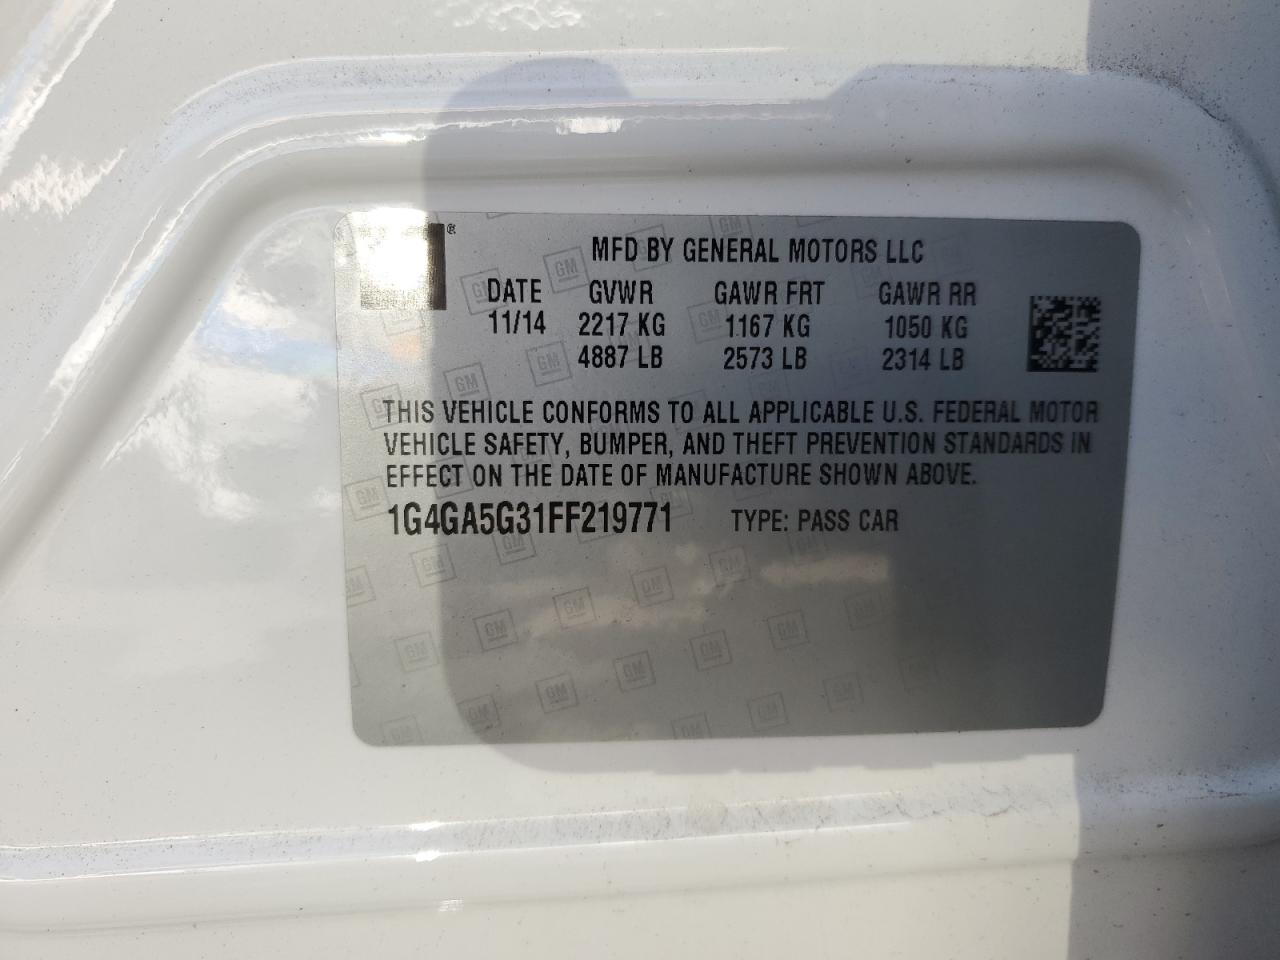 ®
MFD BY GENERAL MOTORS LLC
DATE GVWR GAWR FRT GAWR RR
11/14 2217 KG 1167 KG 1050 KG
4887 LB 2573 LB 2314 LB
THIS VEHICLE CONFORMS TO ALL APPLICABLE U.S. FEDERAL MOTOR
VEHICLE SAFETY, BUMPER, AND THEFT PREVENTION STANDARDS IN
EFFECT ON THE DATE OF MANUFACTURE SHOWN ABOVE.
1G4GA5G31FF219771 TYPE: PASS CAR